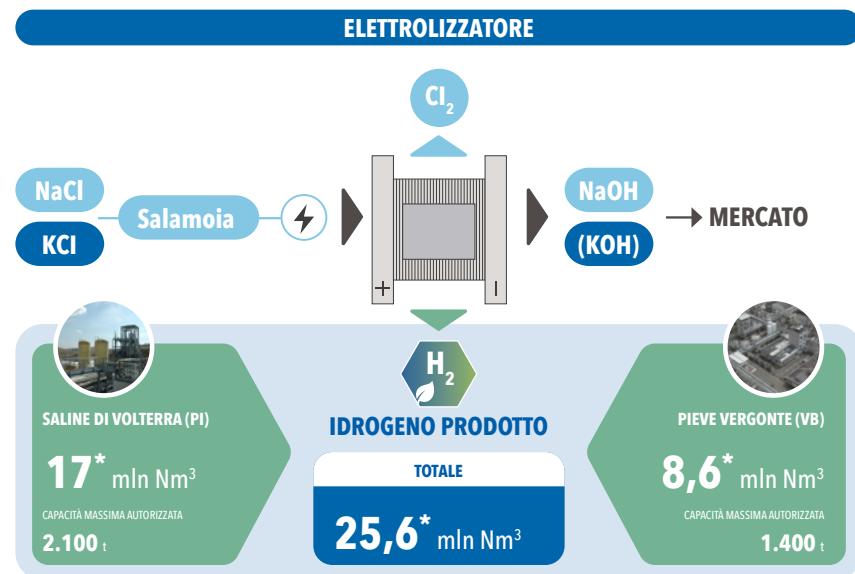 ELETTROLIZZATORE
Cl₂
NaCl
KCl
Salamoia
+
NaOH
(KOH)
MERCATO
H₂
IDROGENO PRODOTTO
SALINE DI VOLTERRA (PI)
17* mln Nm³
CAPACITÀ MASSIMA AUTORIZZATA
2.100 t
TOTALE
25,6* mln Nm³
PIEVE VERGONTE (VB)
8,6* mln Nm³
CAPACITÀ MASSIMA AUTORIZZATA
1.400 t